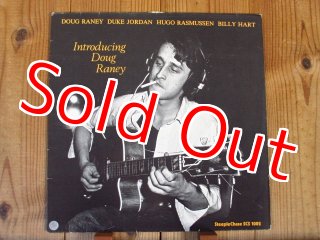 DOUG RANEY DUKE JORDAN HUGO RASMUSSEN BILLY HART
Introducing
Doug
Raney
Sold Out
SteepleChase SCS 1082